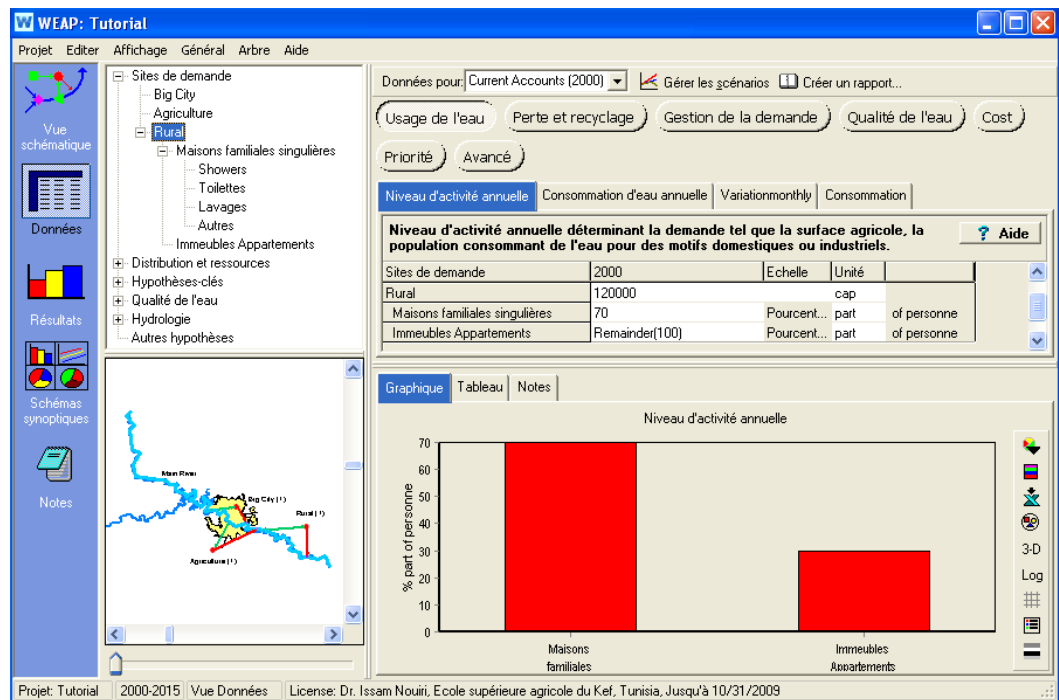 WEAP: Tutorial
Projet Editer Affichage Général Arbre Aide
Vue schématique
Données
Résultats
Schémas synoptiques
Notes
Sites de demande
Big City
Agriculture
Rural
Maisons familiales singulières
Showers
Toilettes
Lavages
Autres
Immeubles Appartements
Distribution et ressources
Hypothèses-clés
Qualité de l'eau
Hydrologie
Autres hypothèses
Main River
Big City (1)
Rural (1)
Agriculture (1)
Données pour: Current Accounts (2000) Gérer les scénarios Créer un rapport...
Usage de l'eau Perte et recyclage Gestion de la demande Qualité de l'eau Cost
Priorité Avancé
Niveau d'activité annuelle Consommation d'eau annuelle Variationmonthly Consommation
Niveau d'activité annuelle déterminant la demande tel que la surface agricole, la
population consommant de l'eau pour des motifs domestiques ou industriels.
? Aide
Sites de demande 2000 Echelle Unité
Rural 120000 cap
Maisons familiales singulières 70 Pourcent... part of personne
Immeubles Appartements Remainder(100) Pourcent... part of personne
Graphique Tableau Notes
Niveau d'activité annuelle
% part of personne
70
60
50
40
30
20
10
0
Maisons familiales
Immeubles Appartements
3-D
Log
Projet: Tutorial 2000-2015 Vue Données License: Dr. Issam Nouiri, Ecole supérieure agricole du Kef, Tunisia, Jusqu'à 10/31/2009